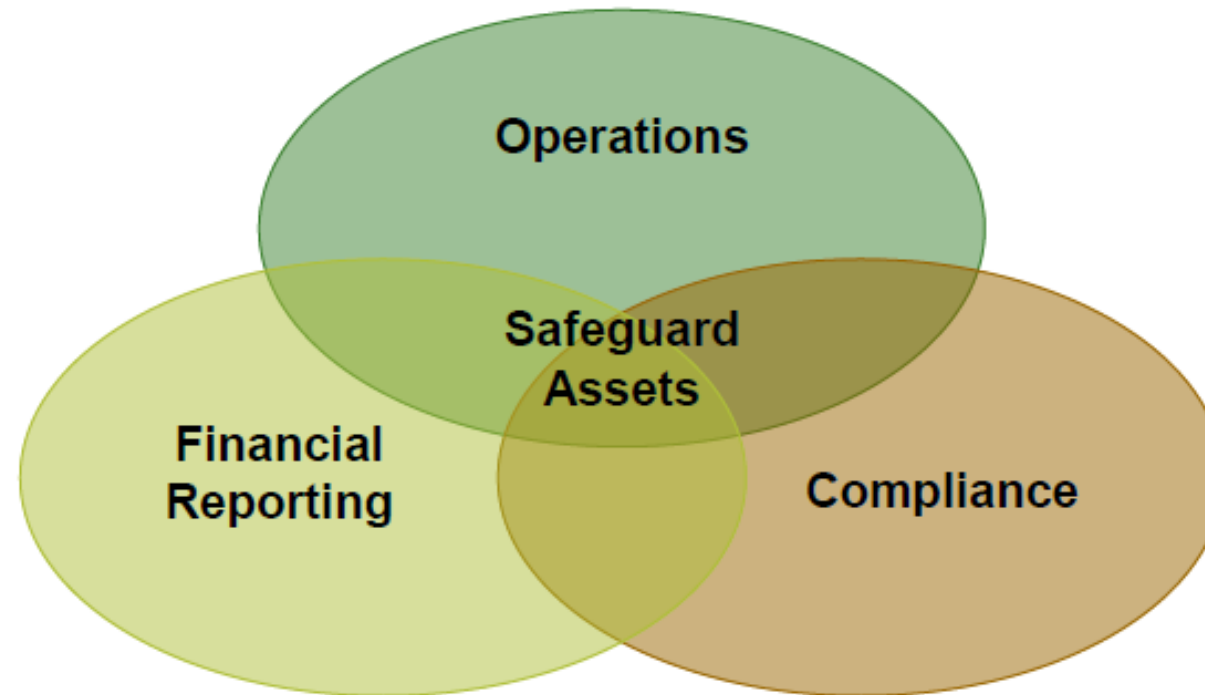 Operations
Safeguard
Assets
Financial
Reporting
Compliance